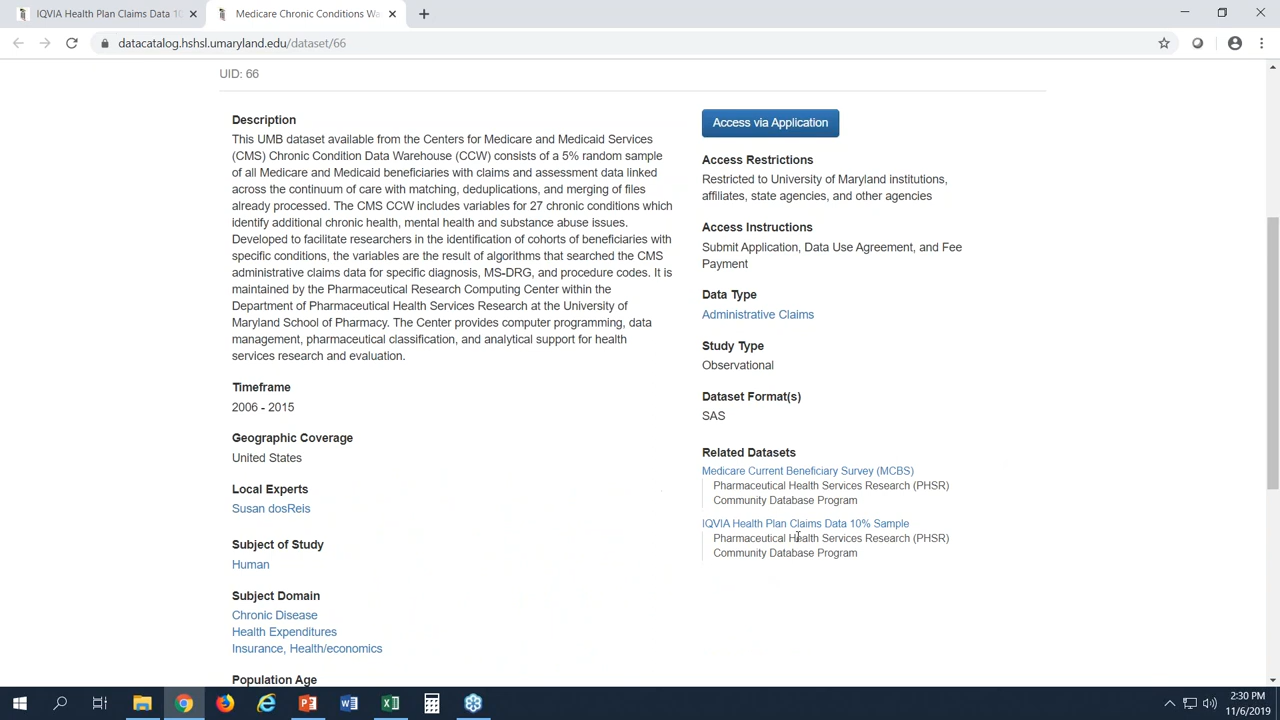 IQVIA Health Plan Claims Data 10
Medicare Chronic Conditions Wa
datacatalog.hshsl.umaryland.edu/dataset/66
UID: 66
Description
This UMB dataset available from the Centers for Medicare and Medicaid Services
(CMS) Chronic Condition Data Warehouse (CCW) consists of a 5% random sample
of all Medicare and Medicaid beneficiaries with claims and assessment data linked
across the continuum of care with matching, deduplications, and merging of files
already processed. The CMS CCW includes variables for 27 chronic conditions which
identify additional chronic health, mental health and substance abuse issues.
Developed to facilitate researchers in the identification of cohorts of beneficiaries with
specific conditions, the variables are the result of algorithms that searched the CMS
administrative claims data for specific diagnosis, MS-DRG, and procedure codes. It is
maintained by the Pharmaceutical Research Computing Center within the
Department of Pharmaceutical Health Services Research at the University of
Maryland School of Pharmacy. The Center provides computer programming, data
management, pharmaceutical classification, and analytical support for health
services research and evaluation.
Timeframe
2006 - 2015
Geographic Coverage
United States
Local Experts
Susan dosReis
Subject of Study
Human
Subject Domain
Chronic Disease
Health Expenditures
Insurance, Health/economics
Population Age
Access via Application
Access Restrictions
Restricted to University of Maryland institutions,
affiliates, state agencies, and other agencies
Access Instructions
Submit Application, Data Use Agreement, and Fee
Payment
Data Type
Administrative Claims
Study Type
Observational
Dataset Format(s)
SAS
Related Datasets
Medicare Current Beneficiary Survey (MCBS)
Pharmaceutical Health Services Research (PHSR)
Community Database Program
IQVIA Health Plan Claims Data 10% Sample
Pharmaceutical Health Services Research (PHSR)
Community Database Program
2:30 PM
11/6/2019